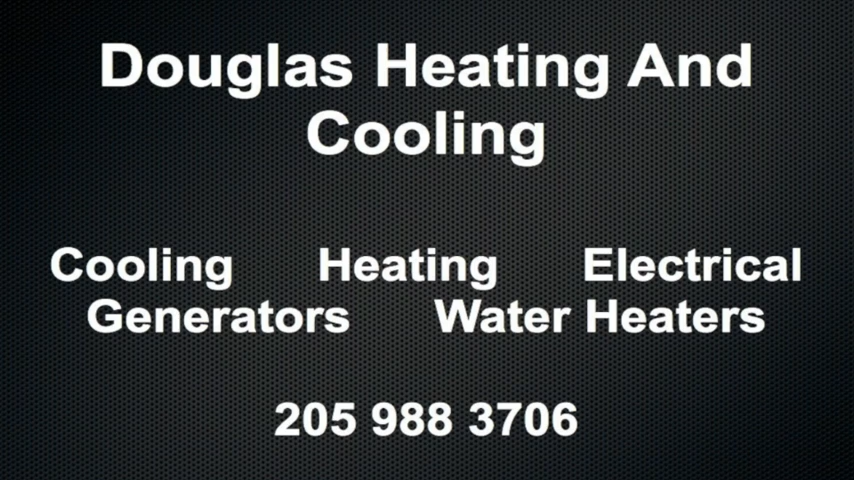 Douglas Heating And
Cooling
Cooling Heating Electrical
Generators Water Heaters
205 988 3706